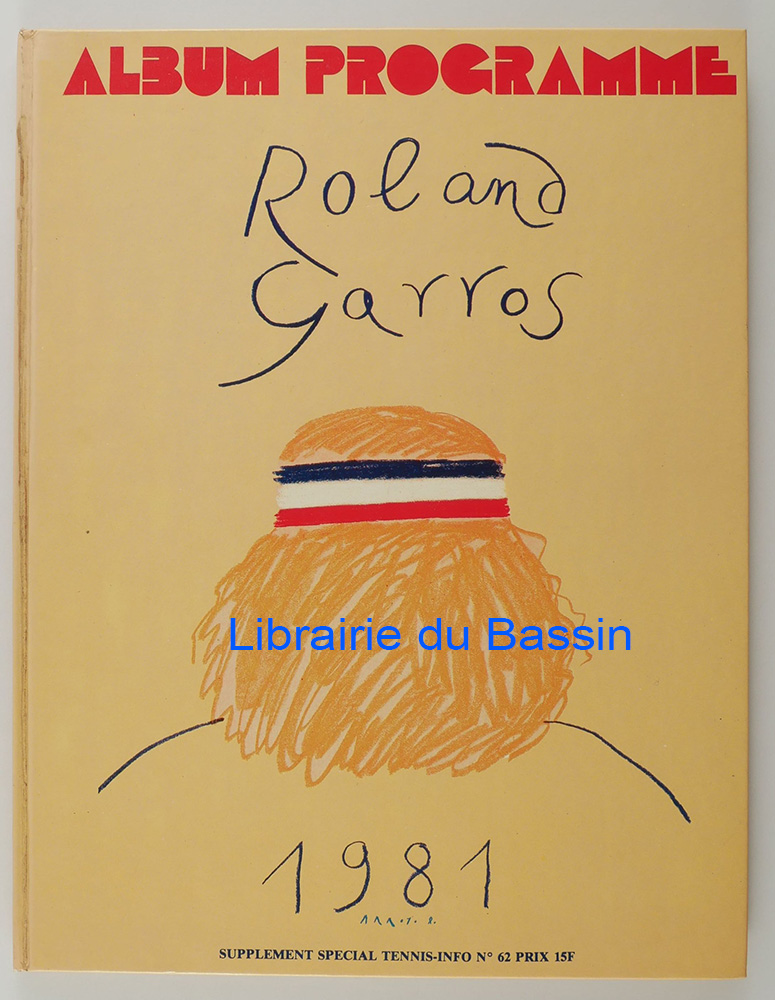 ALBUM PROGRAMME
Roland
Garros
Librairie du Bassin
1981
SUPPLEMENT SPECIAL TENNIS-INFO N° 62 PRIX 15F